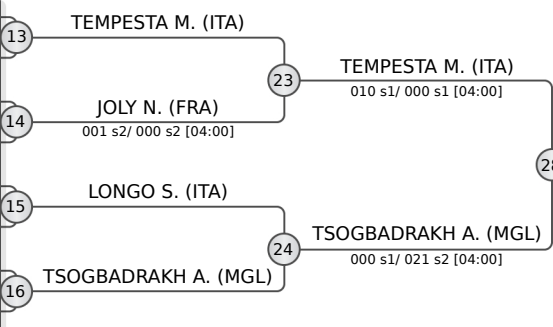 TEMPESTA M. (ITA)
13
23
TEMPESTA M. (ITA)
010 s1/ 000 s1 [04:00]
JOLY N. (FRA)
14
001 s2/ 000 s2 [04:00]
28
LONGO S. (ITA)
15
24
TSOGBADRAKH A. (MGL)
000 s1/ 021 s2 [04:00]
TSOGBADRAKH A. (MGL)
16